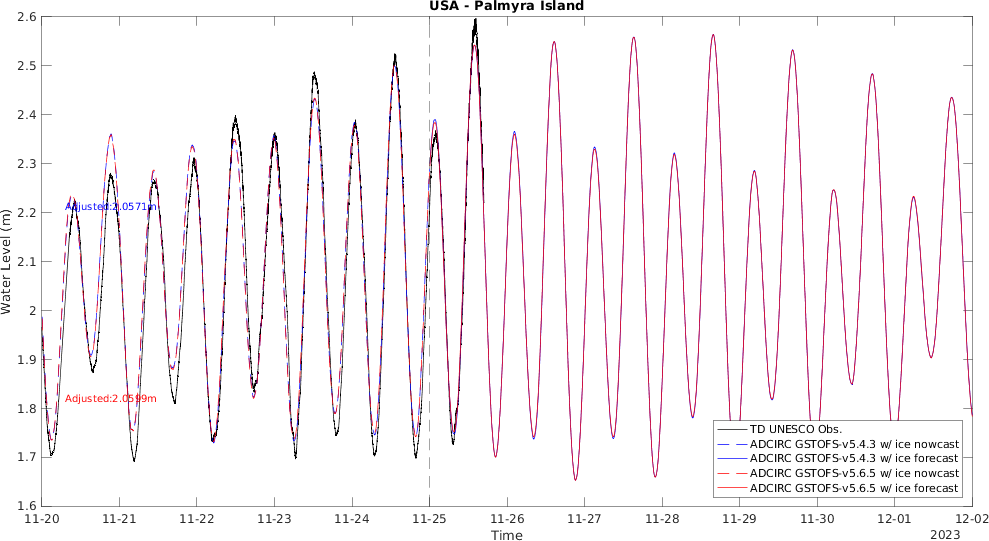 USA - Palmyra Island
2.6
2.5
2.4
2.3
2.2
2.1
2
1.9
1.8
1.7
1.6
Water Level (m)
Adjusted:2.0571m
Adjusted:2.0599m
TD UNESCO Obs.
ADCIRC GSTOFS-v5.4.3 w/ ice nowcast
ADCIRC GSTOFS-v5.4.3 w/ ice forecast
ADCIRC GSTOFS-v5.6.5 w/ ice nowcast
ADCIRC GSTOFS-v5.6.5 w/ ice forecast
11-20 11-21 11-22 11-23 11-24 11-25 11-26 11-27 11-28 11-29 11-30 12-01 12-02
Time
2023